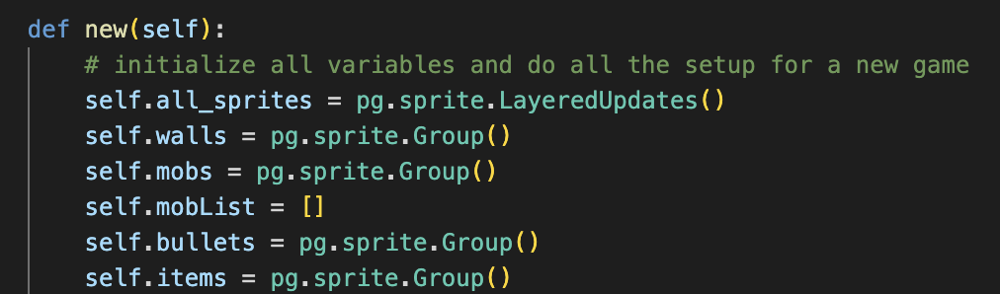 def new(self):
    # initialize all variables and do all the setup for a new game
    self.all_sprites = pg.sprite.LayeredUpdates()
    self.walls = pg.sprite.Group()
    self.mobs = pg.sprite.Group()
    self.mobList = []
    self.bullets = pg.sprite.Group()
    self.items = pg.sprite.Group()